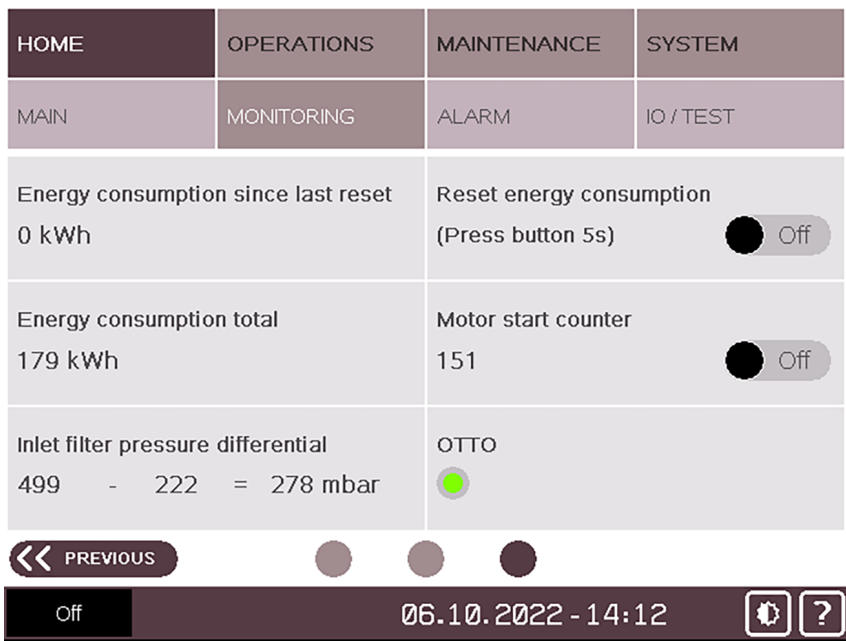 HOME OPERATIONS MAINTENANCE SYSTEM
MAIN MONITORING ALARM IO / TEST
Energy consumption since last reset
0 kWh
Reset energy consumption
(Press button 5s) Off
Energy consumption total
179 kWh
Motor start counter
151 Off
Inlet filter pressure differential
499 - 222 = 278 mbar
OTTO
PREVIOUS
Off 06.10.2022 - 14:12 ?